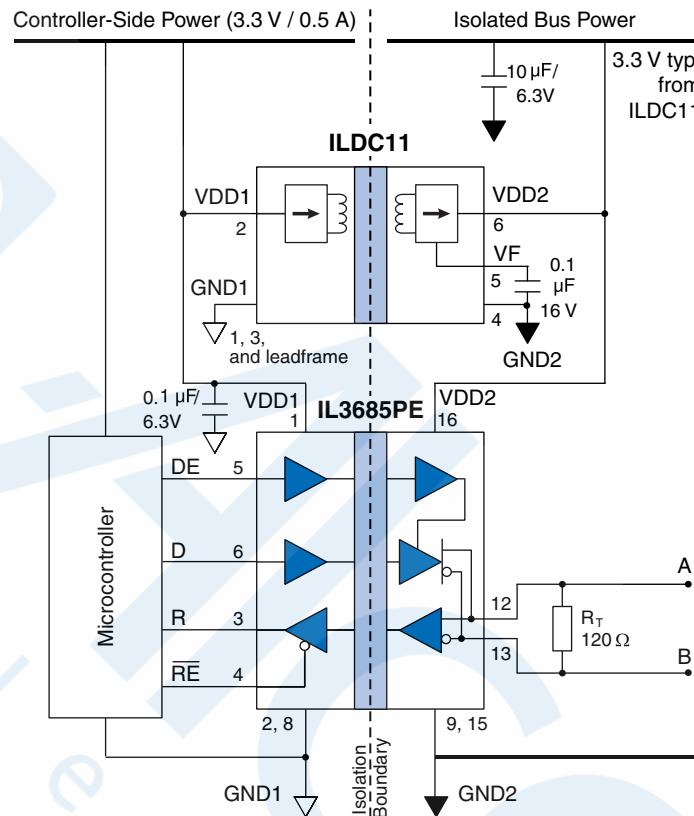 Controller-Side Power (3.3 V / 0.5 A)
Isolated Bus Power
10 µF/
6.3V
3.3 V typ
from
ILDC11
ILDC11
VDD1
2
VDD2
6
VF
5
0.1
µF
16 V
GND1
4
1, 3,
and leadframe
GND2
0.1 µF/
6.3V
VDD1
1
IL3685PE
VDD2
16
Microcontroller
DE
5
D
6
R
3
RE
4
12
13
RT
120 Ω
A
B
2, 8
9, 15
GND1
Isolation
Boundary
GND2
e